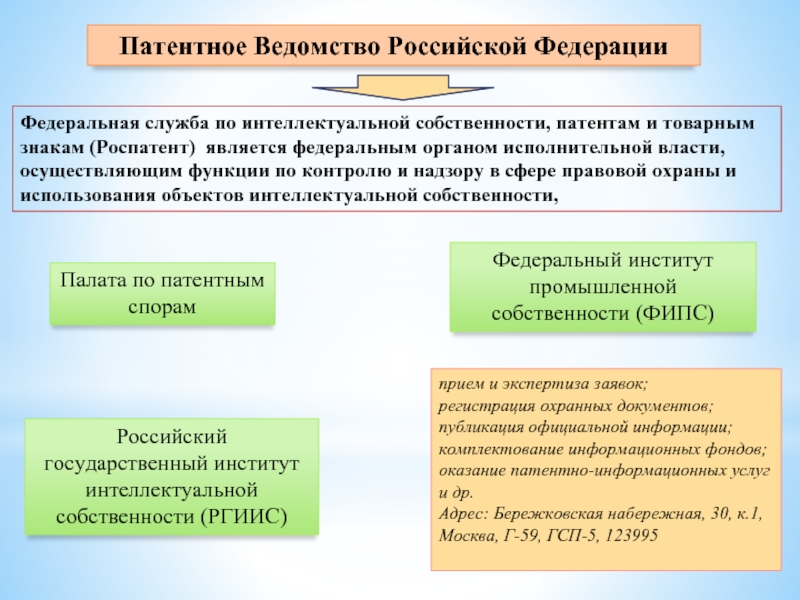 Патентное Ведомство Российской Федерации
Федеральная служба по интеллектуальной собственности, патентам и товарным
знакам (Роспатент) является федеральным органом исполнительной власти,
осуществляющим функции по контролю и надзору в сфере правовой охраны и
использования объектов интеллектуальной собственности,
Палата по патентным
спорам
Федеральный институт
промышленной
собственности (ФИПС)
Российский
государственный институт
интеллектуальной
собственности (РГИИС)
прием и экспертиза заявок;
регистрация охранных документов;
публикация официальной информации;
комплектование информационных фондов;
оказание патентно-информационных услуг
и др.
Адрес: Бережковская набережная, 30, к.1,
Москва, Г-59, ГСП-5, 123995